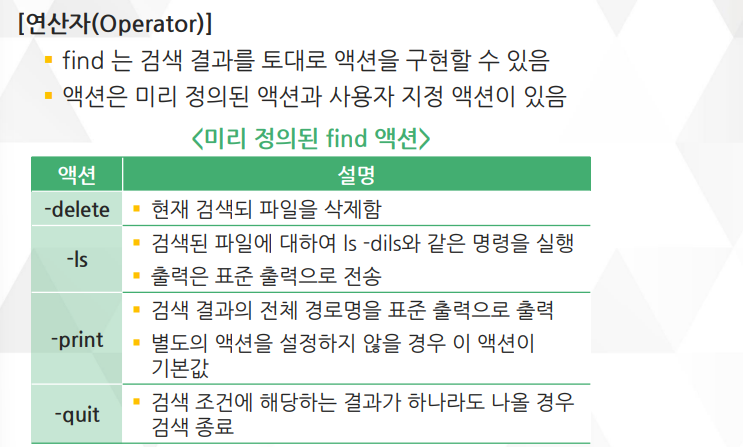 [연산자(Operator)]
find 는 검색 결과를 토대로 액션을 구현할 수 있음
액션은 미리 정의된 액션과 사용자 지정 액션이 있음
<미리 정의된 find 액션>
액션 설명
-delete 현재 검색되 파일을 삭제함
-ls 검색된 파일에 대하여 ls -dils와 같은 명령을 실행
출력은 표준 출력으로 전송
-print 검색 결과의 전체 경로명을 표준 출력으로 출력
별도의 액션을 설정하지 않을 경우 이 액션이
기본값
-quit 검색 조건에 해당하는 결과가 하나라도 나올 경우
검색 종료